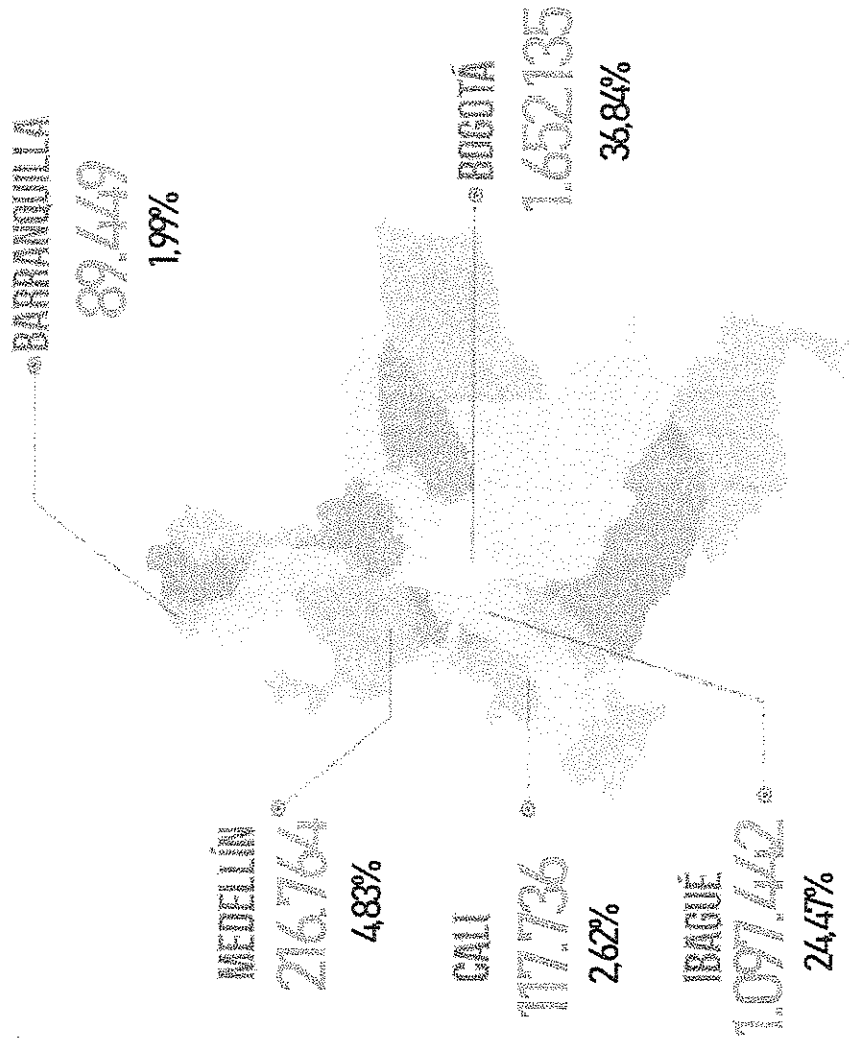 BARRANQUILLA
89.449
1,99%
BOGOTÁ
1.652.135
36,84%
MEDELLÍN
216.764
4,83%
CALI
117.736
2,62%
IBAGUÉ
1.097.442
24,47%